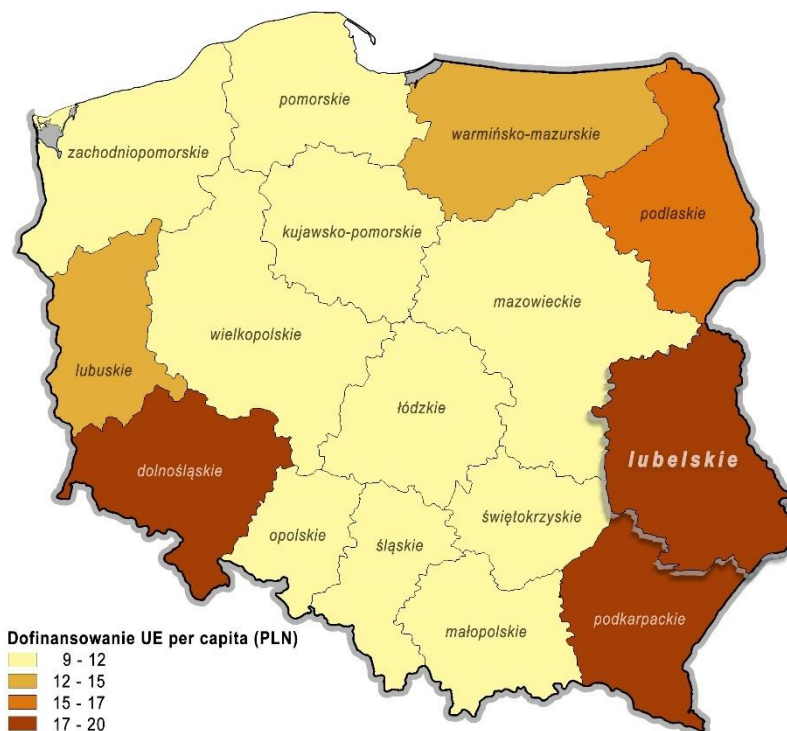 pomorskie
warmińsko-mazurskie
zachodniopomorskie
podlaskie
kujawsko-pomorskie
mazowieckie
wielkopolskie
lubuskie
łódzkie
lubelskie
dolnośląskie
świętokrzyskie
opolskie
śląskie
podkarpackie
małopolskie
Dofinansowanie UE per capita (PLN)
9 - 12
12 - 15
15 - 17
17 - 20